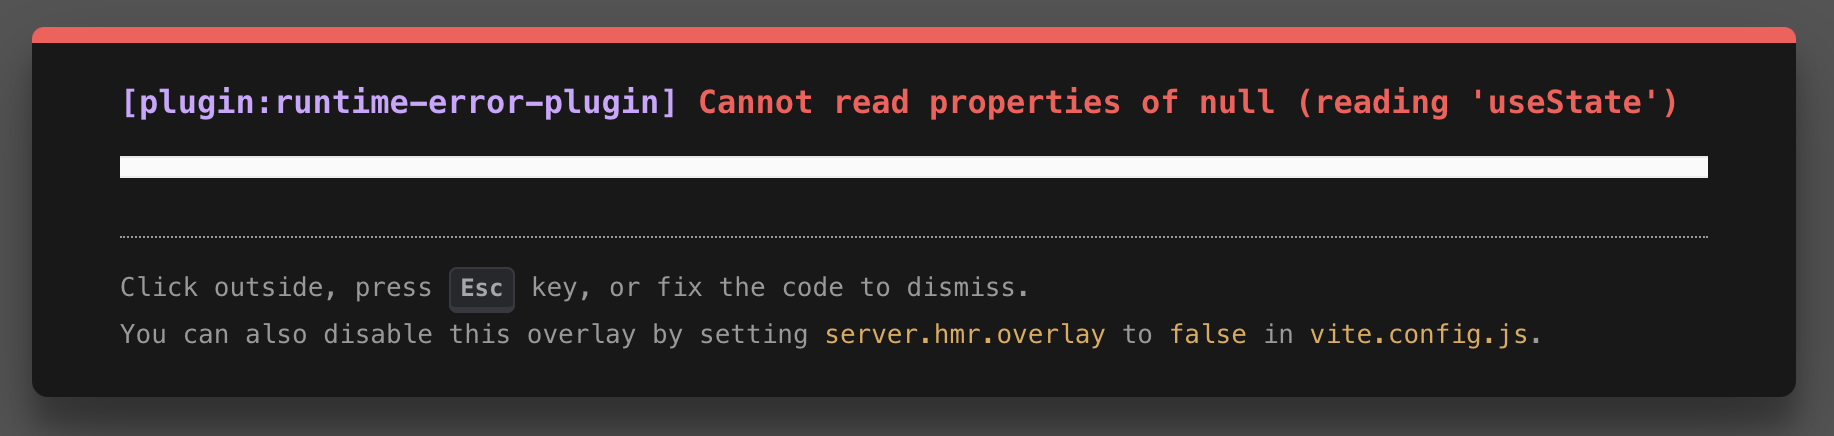 [plugin:runtime-error-plugin] Cannot read properties of null (reading 'useState')
Click outside, press Esc key, or fix the code to dismiss.
You can also disable this overlay by setting server.hmr.overlay to false in vite.config.js.